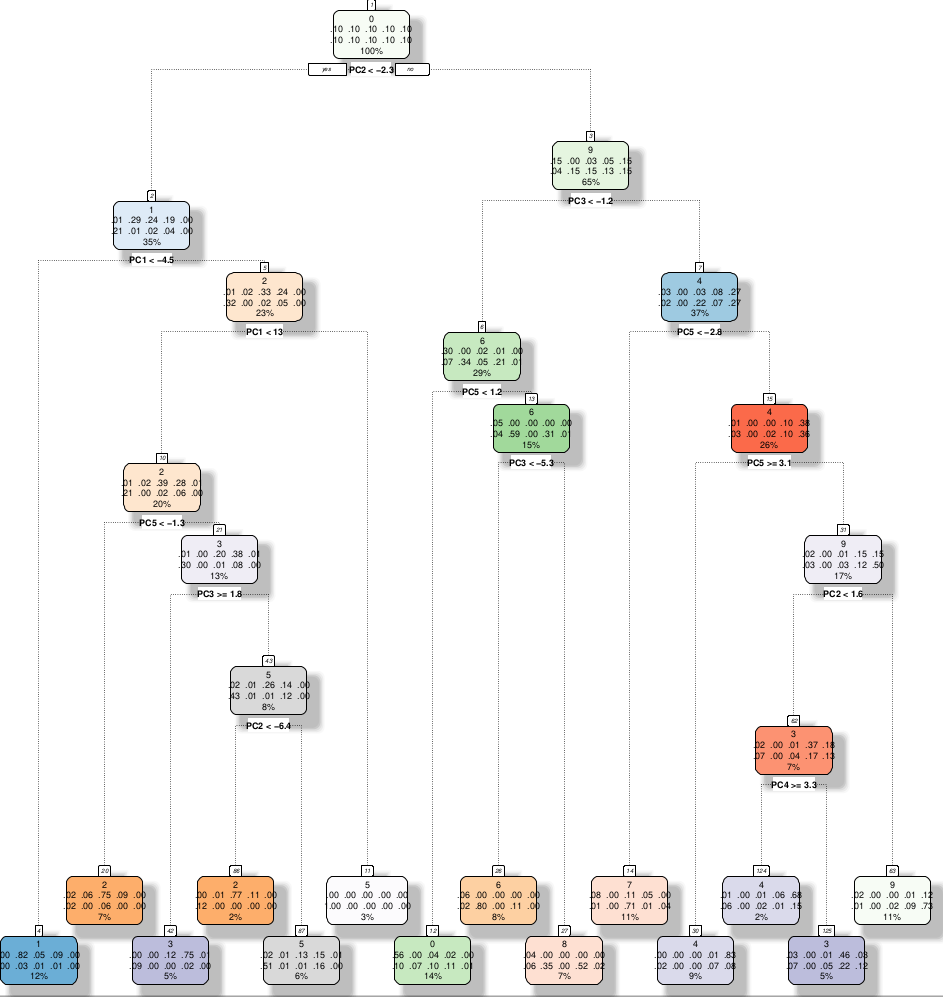 1
0
.10 .10 .10 .10 .10
.10 .10 .10 .10 .10
100%
yes PC2 < −2.3 no
3
9
.15 .00 .03 .05 .15
.04 .15 .15 .13 .15
65%
PC3 < −1.2
2
1
.01 .29 .24 .19 .00
.21 .01 .02 .04 .00
35%
PC1 < −4.5
5
2
.01 .02 .33 .24 .00
.32 .00 .02 .05 .00
23%
PC1 < 13
7
4
.03 .00 .03 .08 .27
.02 .00 .22 .07 .27
37%
PC5 < −2.8
6
6
.30 .00 .02 .01 .00
.07 .34 .05 .21 .01
29%
PC5 < 1.2
13
6
.05 .00 .00 .00 .00
.04 .59 .00 .31 .01
15%
PC3 < −5.3
15
4
.01 .00 .00 .10 .38
.03 .00 .02 .10 .36
26%
PC5 >= 3.1
10
2
.01 .02 .39 .28 .01
.21 .00 .02 .06 .00
20%
PC5 < −1.3
21
3
.01 .00 .20 .38 .01
.30 .00 .01 .08 .00
13%
PC3 >= 1.8
31
9
.02 .00 .01 .15 .15
.03 .00 .03 .12 .50
17%
PC2 < 1.6
43
5
.02 .01 .26 .14 .00
.43 .01 .01 .12 .00
8%
PC2 < −6.4
62
3
.02 .00 .01 .37 .18
.07 .00 .04 .17 .13
7%
PC4 >= 3.3
20
2
.02 .06 .75 .09 .00
.02 .00 .06 .00 .00
7%
86
2
.00 .01 .77 .11 .00
.12 .00 .00 .00 .00
2%
11
5
.00 .00 .00 .00 .00
1.00 .00 .00 .00 .00
3%
26
6
.06 .00 .00 .00 .00
.02 .80 .00 .11 .00
8%
14
7
.08 .00 .11 .05 .00
.01 .00 .71 .01 .04
11%
124
4
.00 .00 .01 .06 .68
.06 .00 .02 .01 .15
2%
63
9
.02 .00 .00 .01 .12
.01 .00 .02 .09 .73
11%
4
1
.00 .82 .05 .09 .00
.00 .03 .01 .01 .00
12%
42
3
.00 .00 .12 .75 .01
.09 .00 .00 .02 .00
5%
87
5
.02 .01 .13 .15 .01
.51 .01 .01 .16 .00
6%
12
0
.56 .00 .04 .02 .00
.10 .07 .10 .11 .01
14%
27
8
.04 .00 .00 .00 .00
.06 .35 .00 .52 .02
7%
30
4
.00 .00 .00 .01 .83
.02 .00 .00 .07 .08
9%
125
3
.03 .00 .01 .46 .03
.07 .00 .05 .22 .12
5%